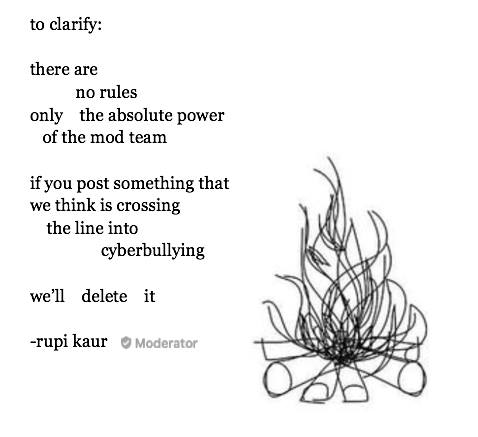 to clarify:
there are
no rules
only the absolute power
of the mod team
if you post something that
we think is crossing
the line into
cyberbullying
we'll delete it
-rupi kaur Moderator